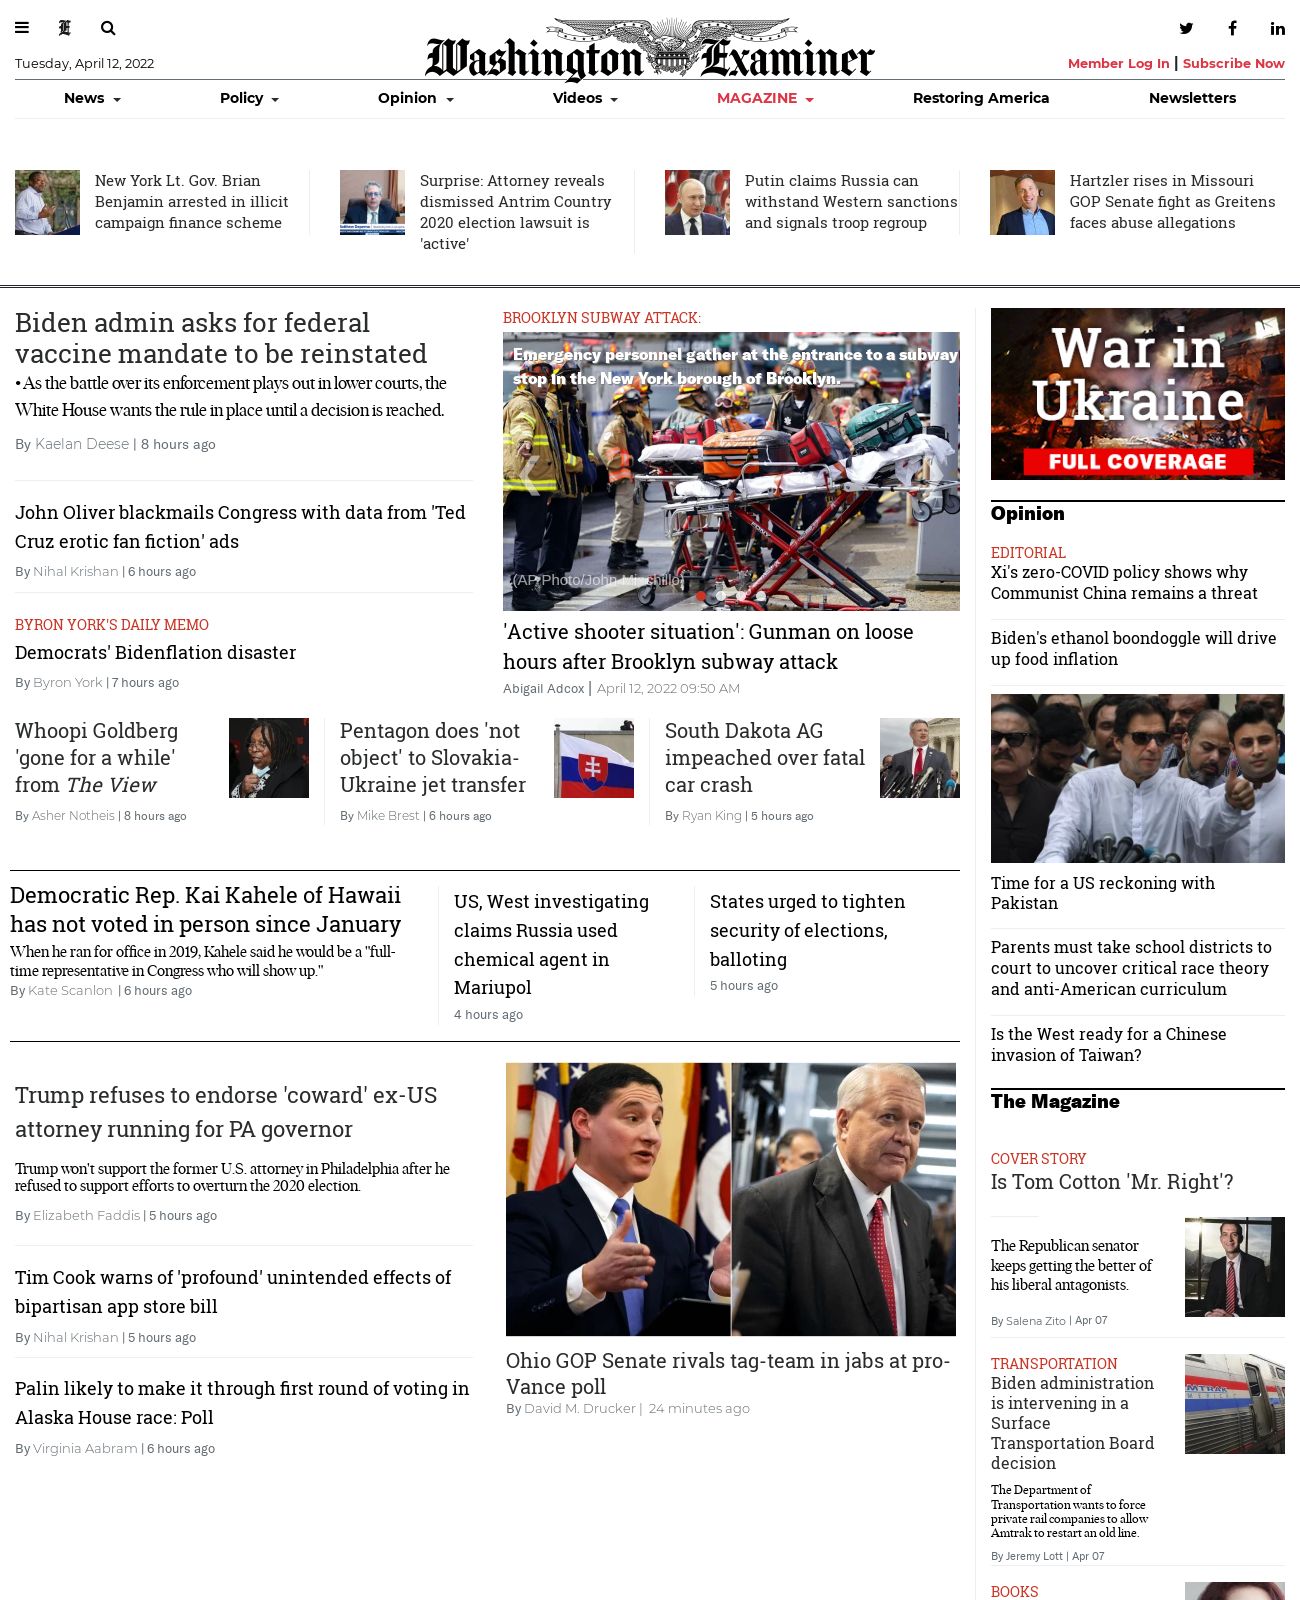 Washington Examiner
Tuesday, April 12, 2022
Member Log In | Subscribe Now
News
Policy
Opinion
Videos
MAGAZINE
Restoring America
Newsletters
New York Lt. Gov. Brian
Benjamin arrested in illicit
campaign finance scheme
Surprise: Attorney reveals
dismissed Antrim Country
2020 election lawsuit is
'active'
Putin claims Russia can
withstand Western sanctions
and signals troop regroup
Hartzler rises in Missouri
GOP Senate fight as Greitens
faces abuse allegations
Biden admin asks for federal
vaccine mandate to be reinstated
• As the battle over its enforcement plays out in lower courts, the
White House wants the rule in place until a decision is reached.
By Kaelan Deese | 8 hours ago
John Oliver blackmails Congress with data from 'Ted
Cruz erotic fan fiction' ads
By Nihal Krishan | 6 hours ago
BYRON YORK'S DAILY MEMO
Democrats' Bidenflation disaster
By Byron York | 7 hours ago
BROOKLYN SUBWAY ATTACK:
Emergency personnel gather at the entrance to a subway
stop in the New York borough of Brooklyn.
(AP Photo/John Minchillo)
'Active shooter situation': Gunman on loose
hours after Brooklyn subway attack
Abigail Adcox | April 12, 2022 09:50 AM
Whoopi Goldberg
'gone for a while'
from The View
By Asher Notheis | 8 hours ago
Pentagon does 'not
object' to Slovakia-
Ukraine jet transfer
By Mike Brest | 6 hours ago
South Dakota AG
impeached over fatal
car crash
By Ryan King | 5 hours ago
Democratic Rep. Kai Kahele of Hawaii
has not voted in person since January
When he ran for office in 2019, Kahele said he would be a "full-
time representative in Congress who will show up."
By Kate Scanlon | 6 hours ago
US, West investigating
claims Russia used
chemical agent in
Mariupol
4 hours ago
States urged to tighten
security of elections,
balloting
5 hours ago
Trump refuses to endorse 'coward' ex-US
attorney running for PA governor
Trump won't support the former U.S. attorney in Philadelphia after he
refused to support efforts to overturn the 2020 election.
By Elizabeth Faddis | 5 hours ago
Tim Cook warns of 'profound' unintended effects of
bipartisan app store bill
By Nihal Krishan | 5 hours ago
Palin likely to make it through first round of voting in
Alaska House race: Poll
By Virginia Aabram | 6 hours ago
Ohio GOP Senate rivals tag-team in jabs at pro-
Vance poll
By David M. Drucker | 24 minutes ago
War in
Ukraine
FULL COVERAGE
Opinion
EDITORIAL
Xi's zero-COVID policy shows why
Communist China remains a threat
Biden's ethanol boondoggle will drive
up food inflation
Time for a US reckoning with
Pakistan
Parents must take school districts to
court to uncover critical race theory
and anti-American curriculum
Is the West ready for a Chinese
invasion of Taiwan?
The Magazine
COVER STORY
Is Tom Cotton 'Mr. Right'?
The Republican senator
keeps getting the better of
his liberal antagonists.
By Salena Zito | Apr 07
TRANSPORTATION
Biden administration
is intervening in a
Surface
Transportation Board
decision
The Department of
Transportation wants to force
private rail companies to allow
Amtrak to restart an old line.
By Jeremy Lott | Apr 07
BOOKS